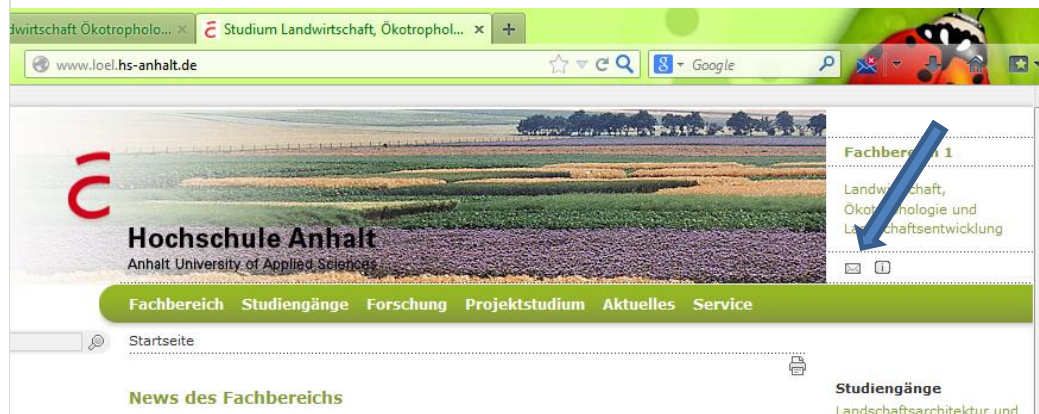 dwirtschaft Ökotropholo...
Studium Landwirtschaft, Ökotrophol...
www.loel.hs-anhalt.de
Google
Fachbereich 1
Landwirtschaft,
Ökotrophologie und
Landschaftsentwicklung
Hochschule Anhalt
Anhalt University of Applied Sciences
Fachbereich Studiengänge Forschung Projektstudium Aktuelles Service
Startseite
News des Fachbereichs
Studiengänge
Landschaftsarchitektur und